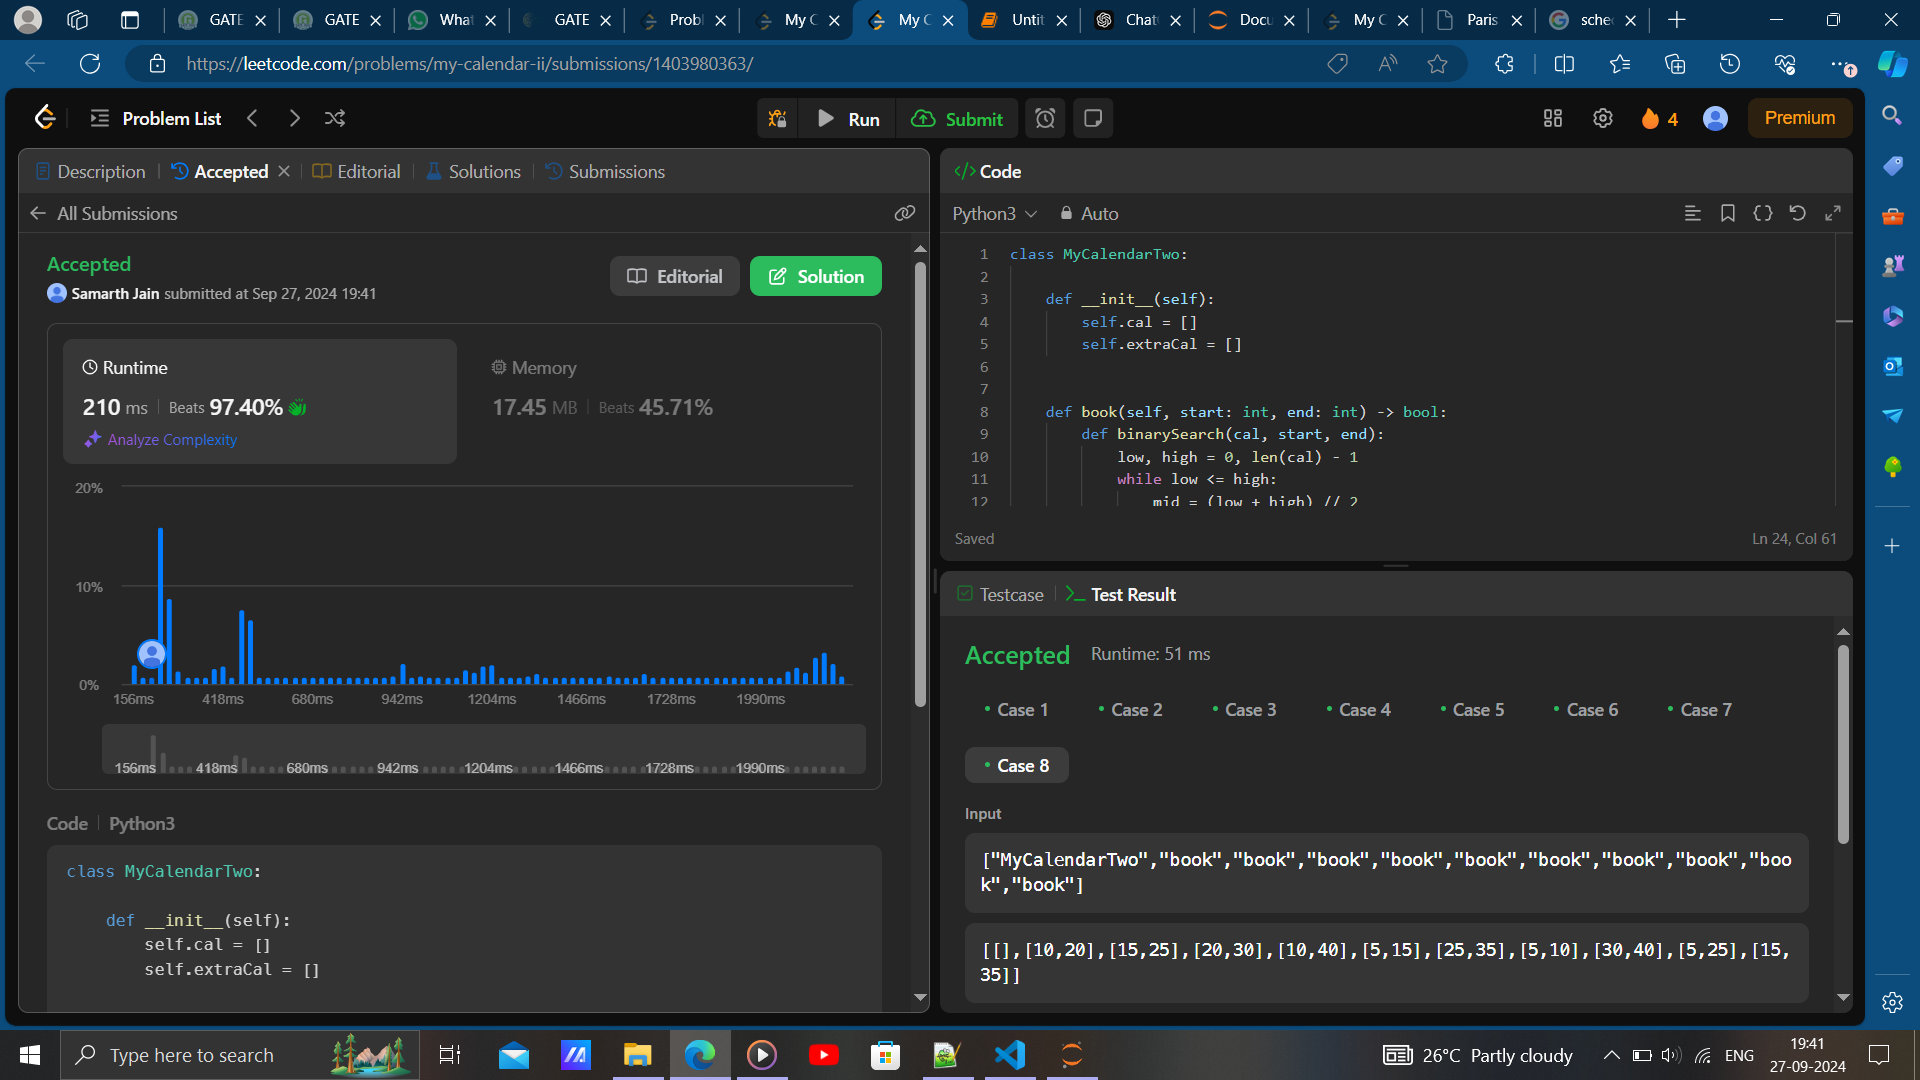 GATE
GATE
What
GATE
Probl
My C
My C
Untit
Chat
Docu
My C
Paris
sche
https://leetcode.com/problems/my-calendar-ii/submissions/1403980363/
Problem List
Run
Submit
4
Premium
Description
Accepted
Editorial
Solutions
Submissions
All Submissions
Accepted
Samarth Jain submitted at Sep 27, 2024 19:41
Editorial
Solution
Runtime
210 ms
Beats 97.40%
Analyze Complexity
Memory
17.45 MB
Beats 45.71%
20%
10%
0%
156ms 418ms 680ms 942ms 1204ms 1466ms 1728ms 1990ms
156ms 418ms 680ms 942ms 1204ms 1466ms 1728ms 1990ms
Code
Python3
class MyCalendarTwo:
def __init__(self):
self.cal = []
self.extraCal = []
</> Code
Python3
Auto
1 class MyCalendarTwo:
2
3 def __init__(self):
4 self.cal = []
5 self.extraCal = []
6
7
8 def book(self, start: int, end: int) -> bool:
9 def binarySearch(cal, start, end):
10 low, high = 0, len(cal) - 1
11 while low <= high:
12 mid = (low + high) // 2
Saved
Ln 24, Col 61
Testcase
Test Result
Accepted
Runtime: 51 ms
Case 1
Case 2
Case 3
Case 4
Case 5
Case 6
Case 7
Case 8
Input
["MyCalendarTwo","book","book","book","book","book","book","book","book","boo
k","book"]
[[],[10,20],[15,25],[20,30],[10,40],[5,15],[25,35],[5,10],[30,40],[5,25],[15,
35]]
Type here to search
26°C Partly cloudy
ENG
19:41
27-09-2024